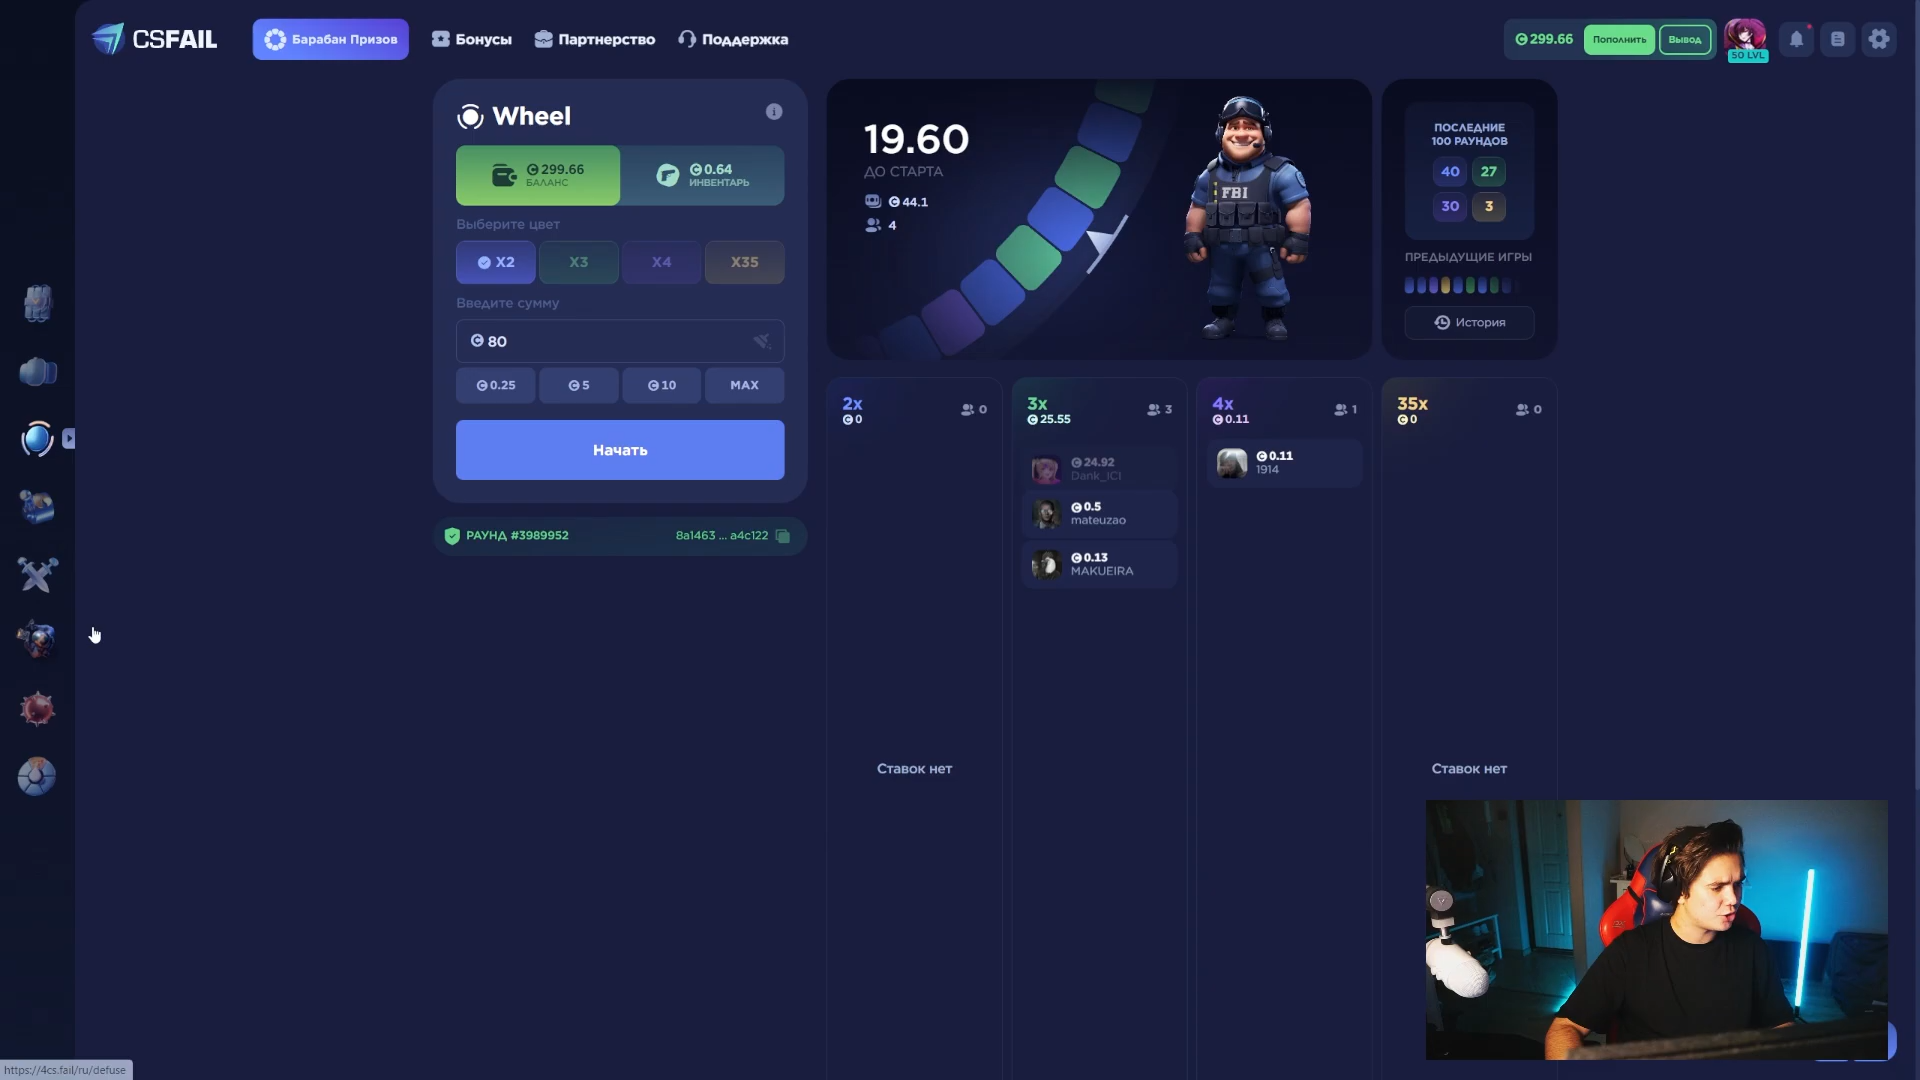 CSFAIL
Барабан Призов
Бонусы
Партнерство
Поддержка
299.66
Пополнить
Вывод
50 LVL
Wheel
299.66
БАЛАНС
0.64
ИНВЕНТАРЬ
Выберите цвет
X2
X3
X4
X35
Введите сумму
80
0.25
5
10
MAX
Начать
РАУНД #3989952
8a1463 ... a4c122
19.60
ДО СТАРТА
44.1
4
FBI
ПОСЛЕДНИЕ
100 РАУНДОВ
40
27
30
3
ПРЕДЫДУЩИЕ ИГРЫ
История
2x
0
0
3x
25.55
3
4x
0.11
1
35x
0
0
24.92
Dank_ICI
0.5
mateuzao
0.13
MAKUEIRA
0.11
1914
Ставок нет
Ставок нет
https://4cs.fail/ru/defuse